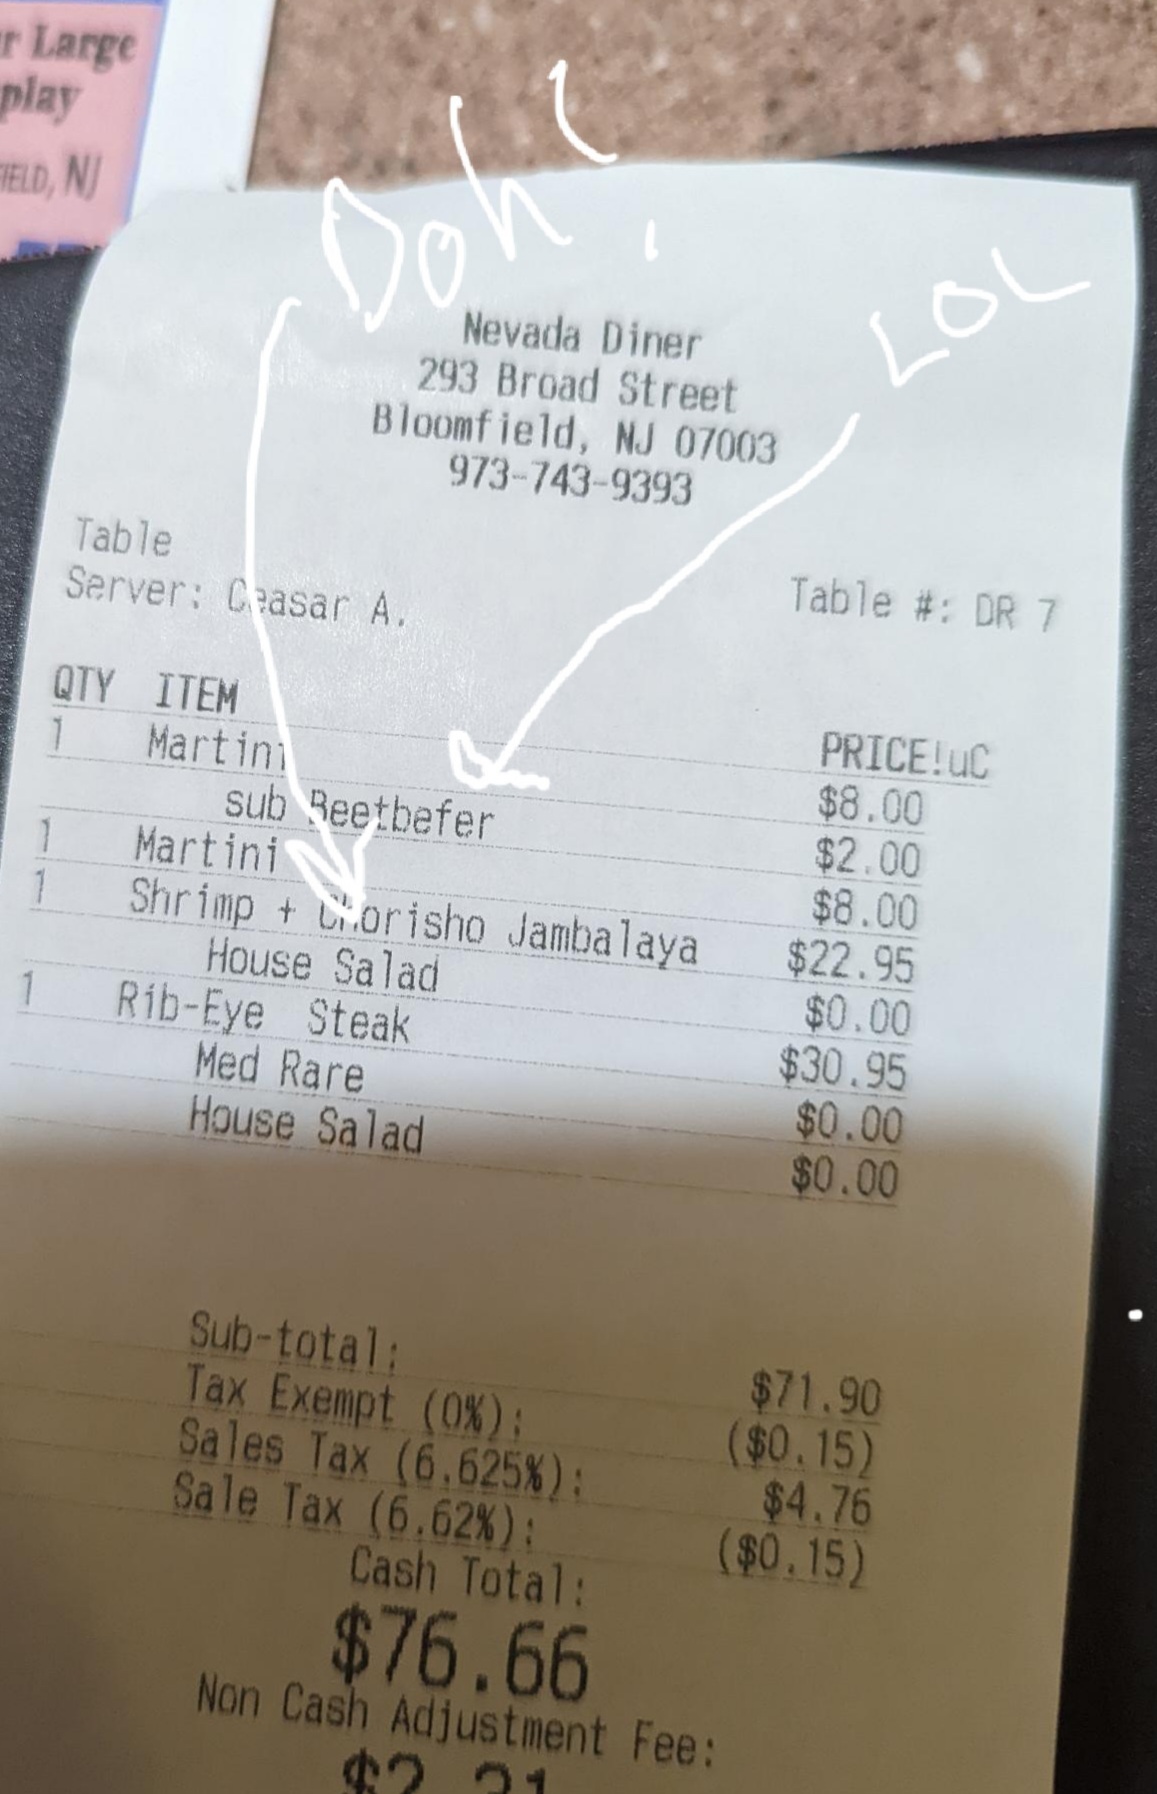 r Large
play
FIELD, NJ
Doh!
LOL
Nevada Diner
293 Broad Street
Bloomfield, NJ 07003
973-743-9393
Table
Server: Ceasar A.
Table #: DR 7
QTY ITEM PRICE!uC
1 Martini $8.00
sub Beetbefer $2.00
1 Martini $8.00
1 Shrimp + Chorisho Jambalaya $22.95
House Salad $0.00
1 Rib-Eye Steak $30.95
Med Rare $0.00
House Salad $0.00
Sub-total: $71.90
Tax Exempt (0%): ($0.15)
Sales Tax (6.625%): $4.76
Sale Tax (6.62%): ($0.15)
Cash Total:
$76.66
Non Cash Adjustment Fee: